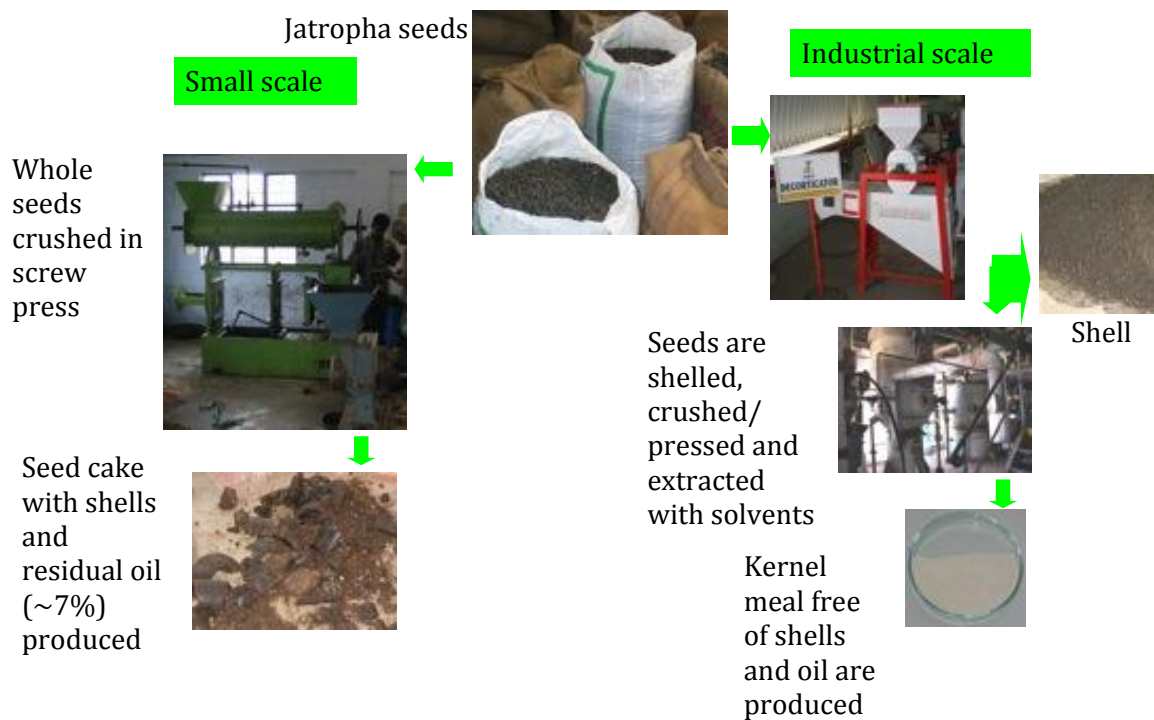 Jatropha seeds
Small scale
Industrial scale
Whole
seeds
crushed in
screw
press
DECORTICATOR
Shell
Seeds are
shelled,
crushed/
pressed and
extracted
with solvents
Seed cake
with shells
and
residual oil
(~7%)
produced
Kernel
meal free
of shells
and oil are
produced